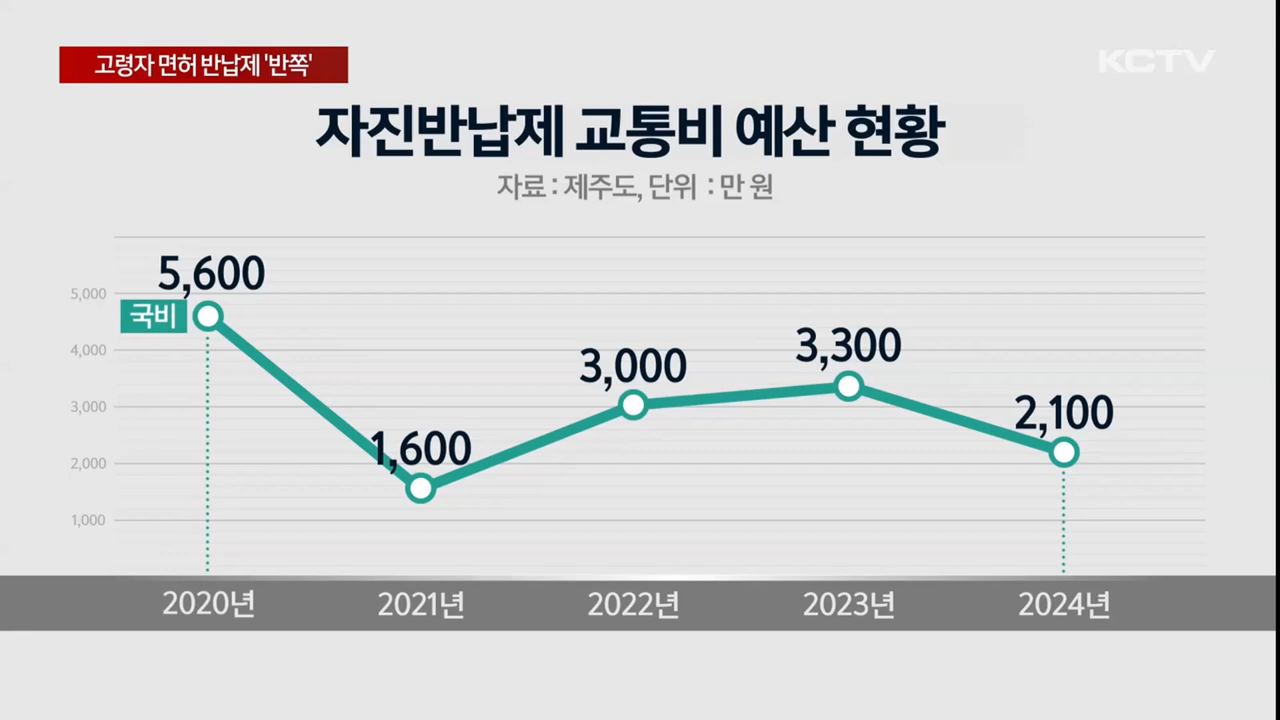 고령자 면허 반납제 '반쪽'
KCTV
자진반납제 교통비 예산 현황
자료 : 제주도, 단위 : 만 원
5,600
국비
1,600
3,000
3,300
2,100
5,000
4,000
3,000
2,000
1,000
2020년
2021년
2022년
2023년
2024년